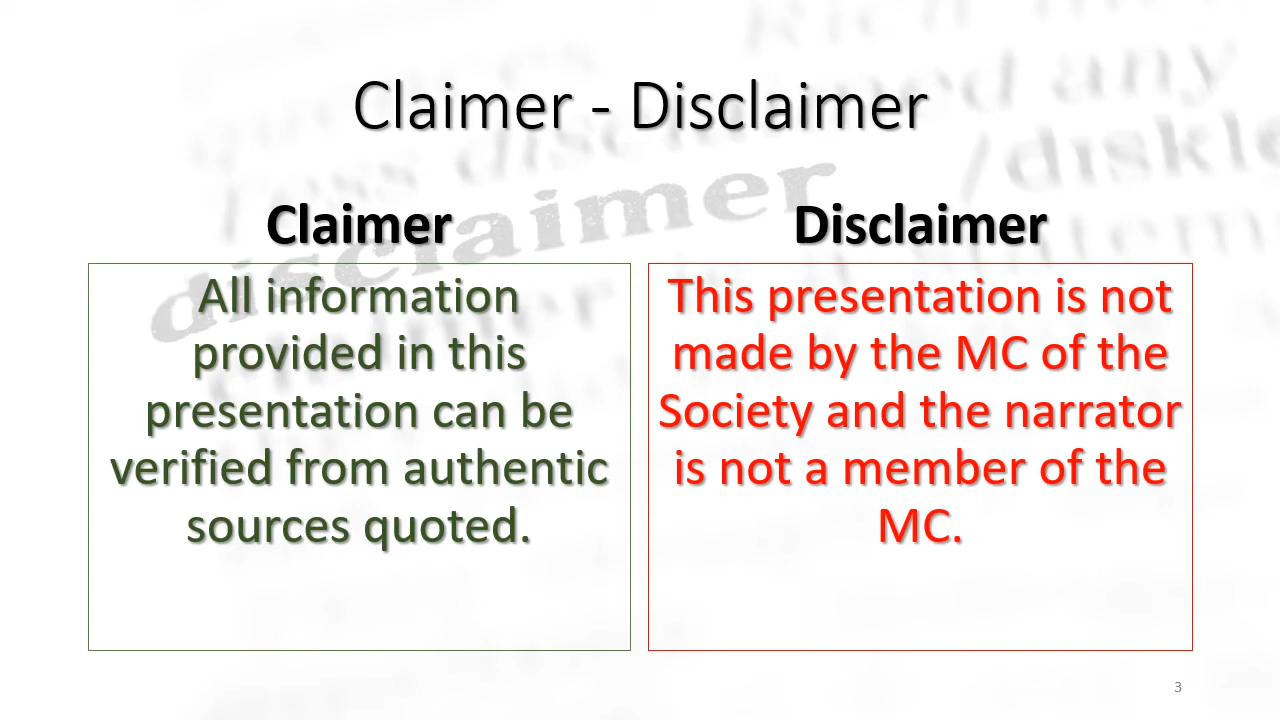 Claimer - Disclaimer
Claimer
All information
provided in this
presentation can be
verified from authentic
sources quoted.
Disclaimer
This presentation is not
made by the MC of the
Society and the narrator
is not a member of the
MC.
disclaimer
3